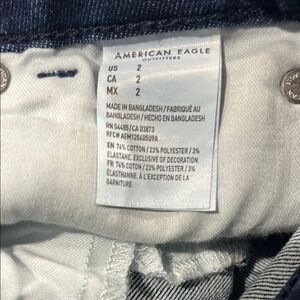 AMERICAN EAGLE
OUTFITTERS
US 2
CA 2
MX 2
MADE IN BANGLADESH / FABRIQUÉ AU
BANGLADESH / HECHO EN BANGLADESH
RN 54485/CA 03873
EN 74% COTTON / 23% POLYESTER / 3%
ELASTANE. EXCLUSIVE OF DECORATION.
FR 74% COTON / 23% POLYESTER / 3%
ÉLASTHANNE. À L'EXCEPTION DE LA
GARNITURE